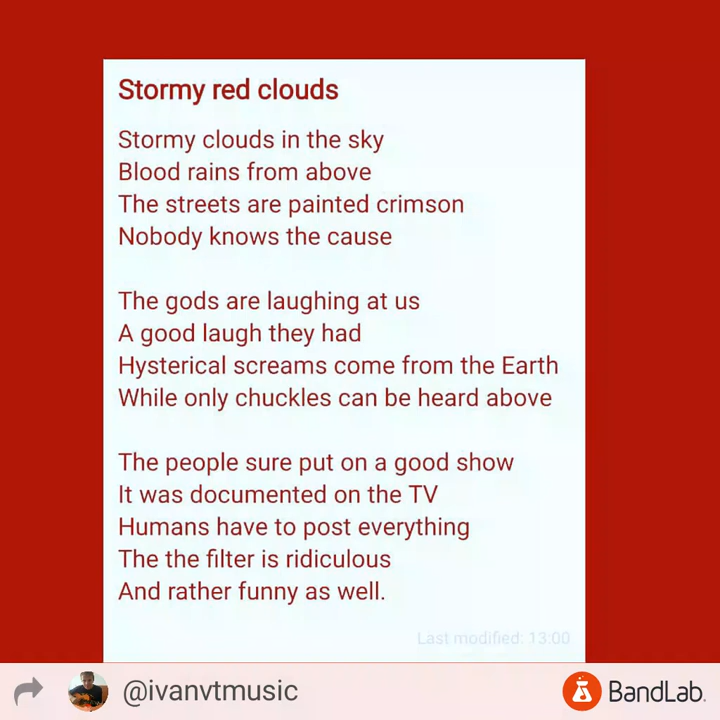 Stormy red clouds
Stormy clouds in the sky
Blood rains from above
The streets are painted crimson
Nobody knows the cause
The gods are laughing at us
A good laugh they had
Hysterical screams come from the Earth
While only chuckles can be heard above
The people sure put on a good show
It was documented on the TV
Humans have to post everything
The the filter is ridiculous
And rather funny as well.
Last modified: 13:00
@ivanvtmusic
BandLab.